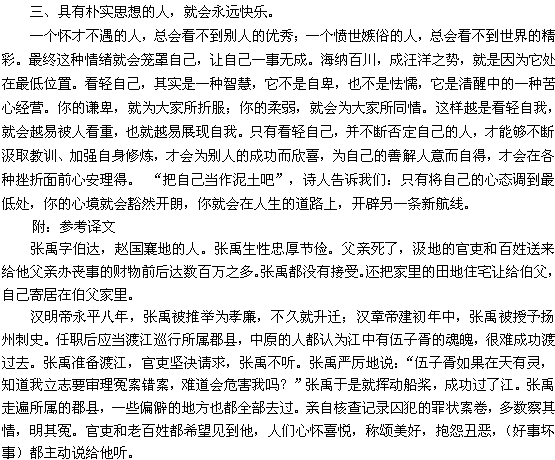 三、具有朴实思想的人，就会永远快乐。
一个怀才不遇的人，总会看不到别人的优秀；一个愤世嫉俗的人，总会看不到世界的精
彩。最终这种情绪就会笼罩自己，让自己一事无成。海纳百川，成汪洋之势，就是因为它处
在最低位置。看轻自己，其实是一种智慧，它不是自卑，也不是怯懦，它是清醒中的一种苦
心经营。你的谦卑，就为大家所折服；你的柔弱，就会为大家所同情。这样越是看轻自我，
就会越易被人看重，也就越易展现自我。只有看轻自己，并不断否定自己的人，才能够不断
汲取教训、加强自身修炼，才会为别人的成功而欣喜，为自己的善解人意而自得，才会在各
种挫折面前心安理得。 “把自己当作泥土吧”，诗人告诉我们：只有将自己的心态调到最
低处，你的心境就会豁然开朗，你就会在人生的道路上，开辟另一条新航线。
附：参考译文
张禹字伯达，赵国襄地的人。张禹生性忠厚节俭。父亲死了，汲地的官吏和百姓送来
给他父亲办丧事的财物前后达数百万之多。张禹都没有接受。还把家里的田地住宅让给伯父，
自己寄居在伯父家里。
汉明帝永平八年，张禹被推举为孝廉，不久就升迁；汉章帝建初年中，张禹被授予扬
州刺史。任职后应当渡江巡行所属郡县，中原的人都认为江中有伍子胥的魂魄，很难成功渡
过去。张禹准备渡江，官吏坚决请求，张禹不听。张禹严厉地说：“伍子胥如果在天有灵，
知道我立志要审理冤案错案，难道会危害我吗？”张禹于是就挥动船桨，成功过了江。张禹
走遍所属的郡县，一些偏僻的地方也都全部去过。亲自核查记录囚犯的罪状案卷，多数察其
情，明其冤。官吏和老百姓都希望见到他，人们心怀喜悦，称颂美好，抱怨丑恶，（好事坏
事）都主动说给他听。